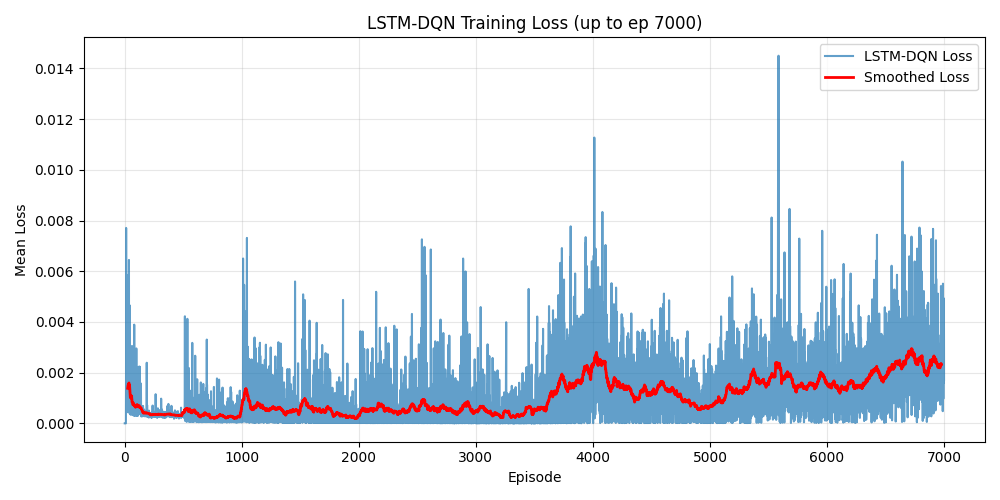 LSTM-DQN Training Loss (up to ep 7000)
LSTM-DQN Loss
Smoothed Loss
Mean Loss
0.014
0.012
0.010
0.008
0.006
0.004
0.002
0.000
0 1000 2000 3000 4000 5000 6000 7000
Episode